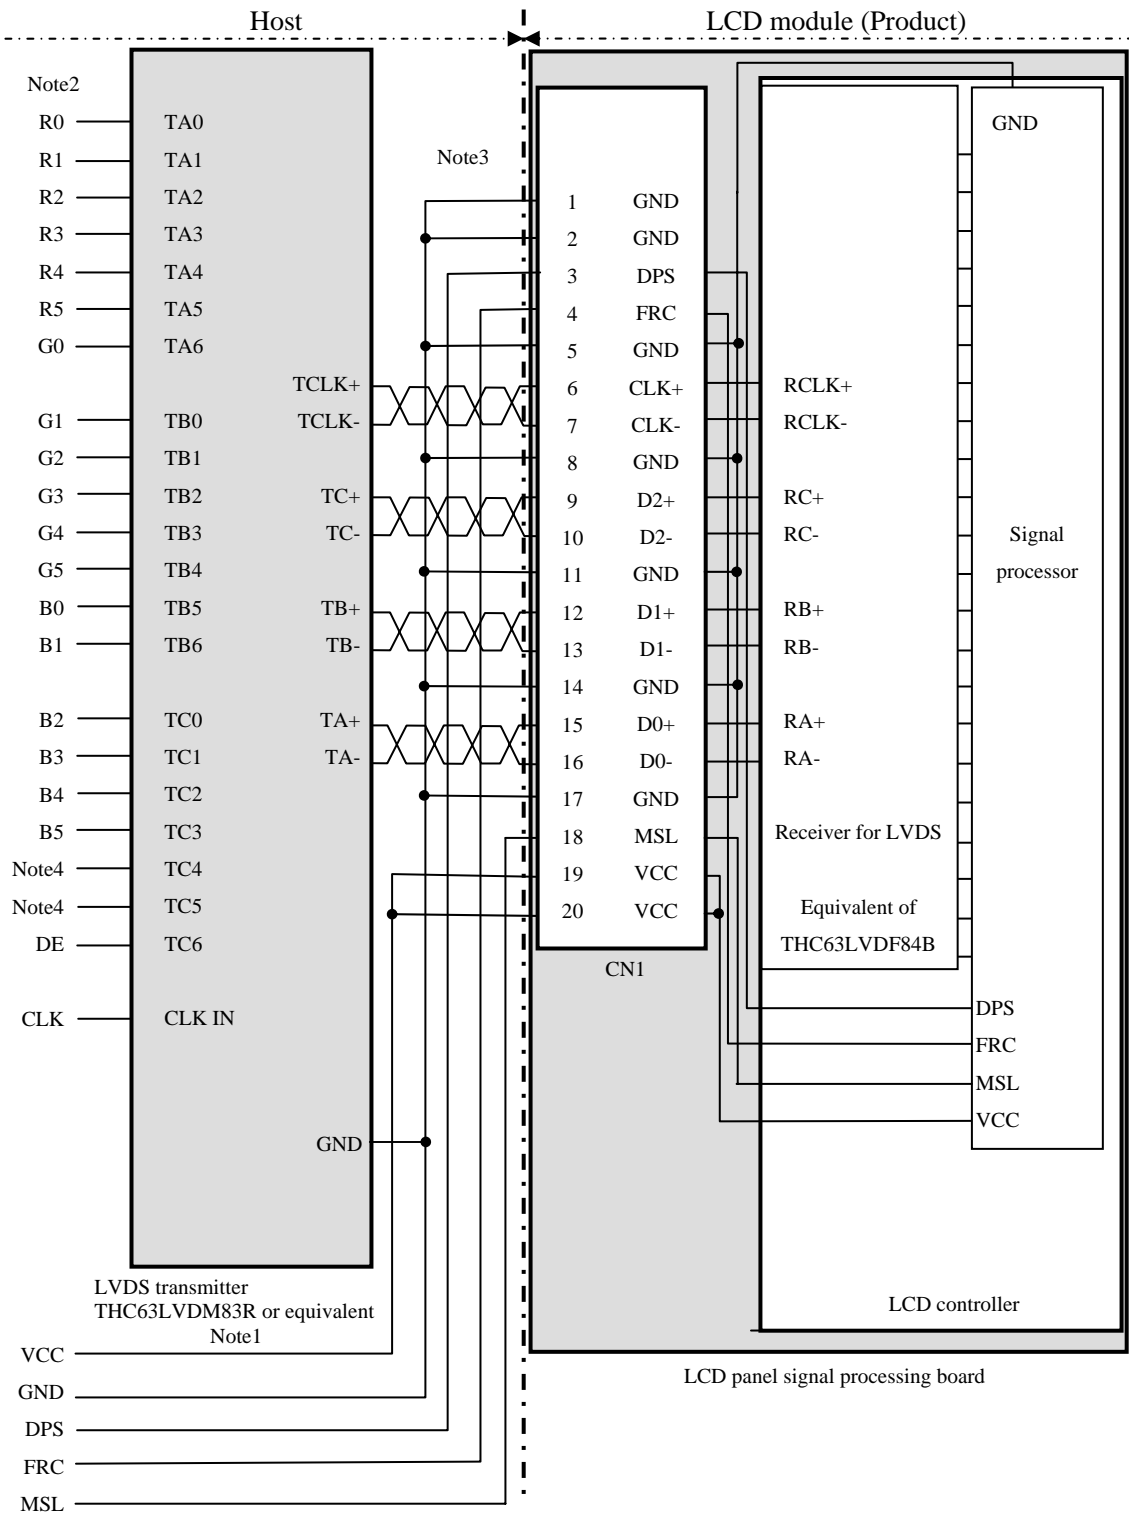 Host
LCD module (Product)
Note2
R0 TA0
R1 TA1
R2 TA2
R3 TA3
R4 TA4
R5 TA5
G0 TA6
TCLK+
G1 TB0 TCLK-
G2 TB1
G3 TB2 TC+
G4 TB3 TC-
G5 TB4
B0 TB5 TB+
B1 TB6 TB-
B2 TC0 TA+
B3 TC1 TA-
B4 TC2
B5 TC3
Note4 TC4
Note4 TC5
DE TC6
CLK CLK IN
GND
LVDS transmitter
THC63LVDM83R or equivalent
Note1
VCC
GND
DPS
FRC
MSL
Note3
1 GND
2 GND
3 DPS
4 FRC
5 GND
6 CLK+
7 CLK-
8 GND
9 D2+
10 D2-
11 GND
12 D1+
13 D1-
14 GND
15 D0+
16 D0-
17 GND
18 MSL
19 VCC
20 VCC
CN1
RCLK+
RCLK-
RC+
RC-
RB+
RB-
RA+
RA-
Receiver for LVDS
Equivalent of
THC63LVDF84B
GND
Signal
processor
DPS
FRC
MSL
VCC
LCD controller
LCD panel signal processing board